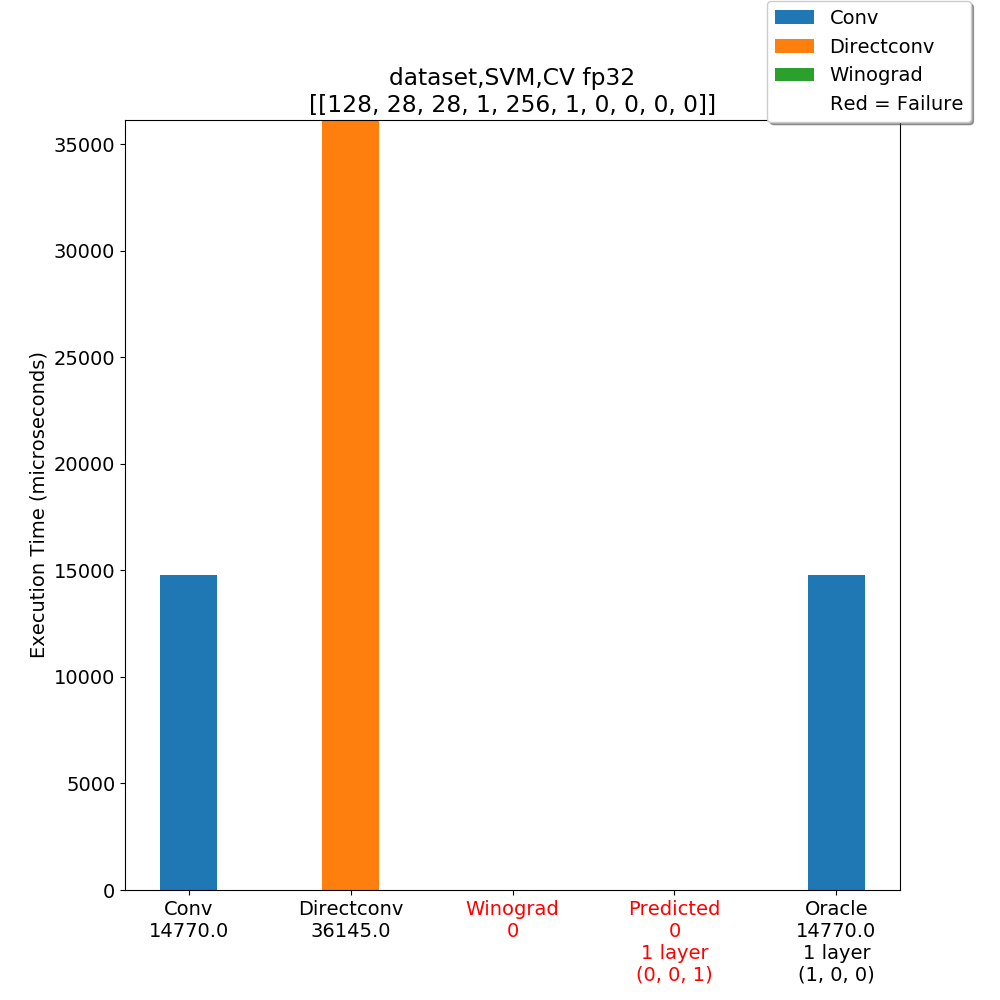 Conv
Directconv
Winograd
Red = Failure
dataset,SVM,CV fp32
[[128, 28, 28, 1, 256, 1, 0, 0, 0, 0]]
Execution Time (microseconds)
35000
30000
25000
20000
15000
10000
5000
0
Conv
14770.0
Directconv
36145.0
Winograd
0
Predicted
0
1 layer
(0, 0, 1)
Oracle
14770.0
1 layer
(1, 0, 0)